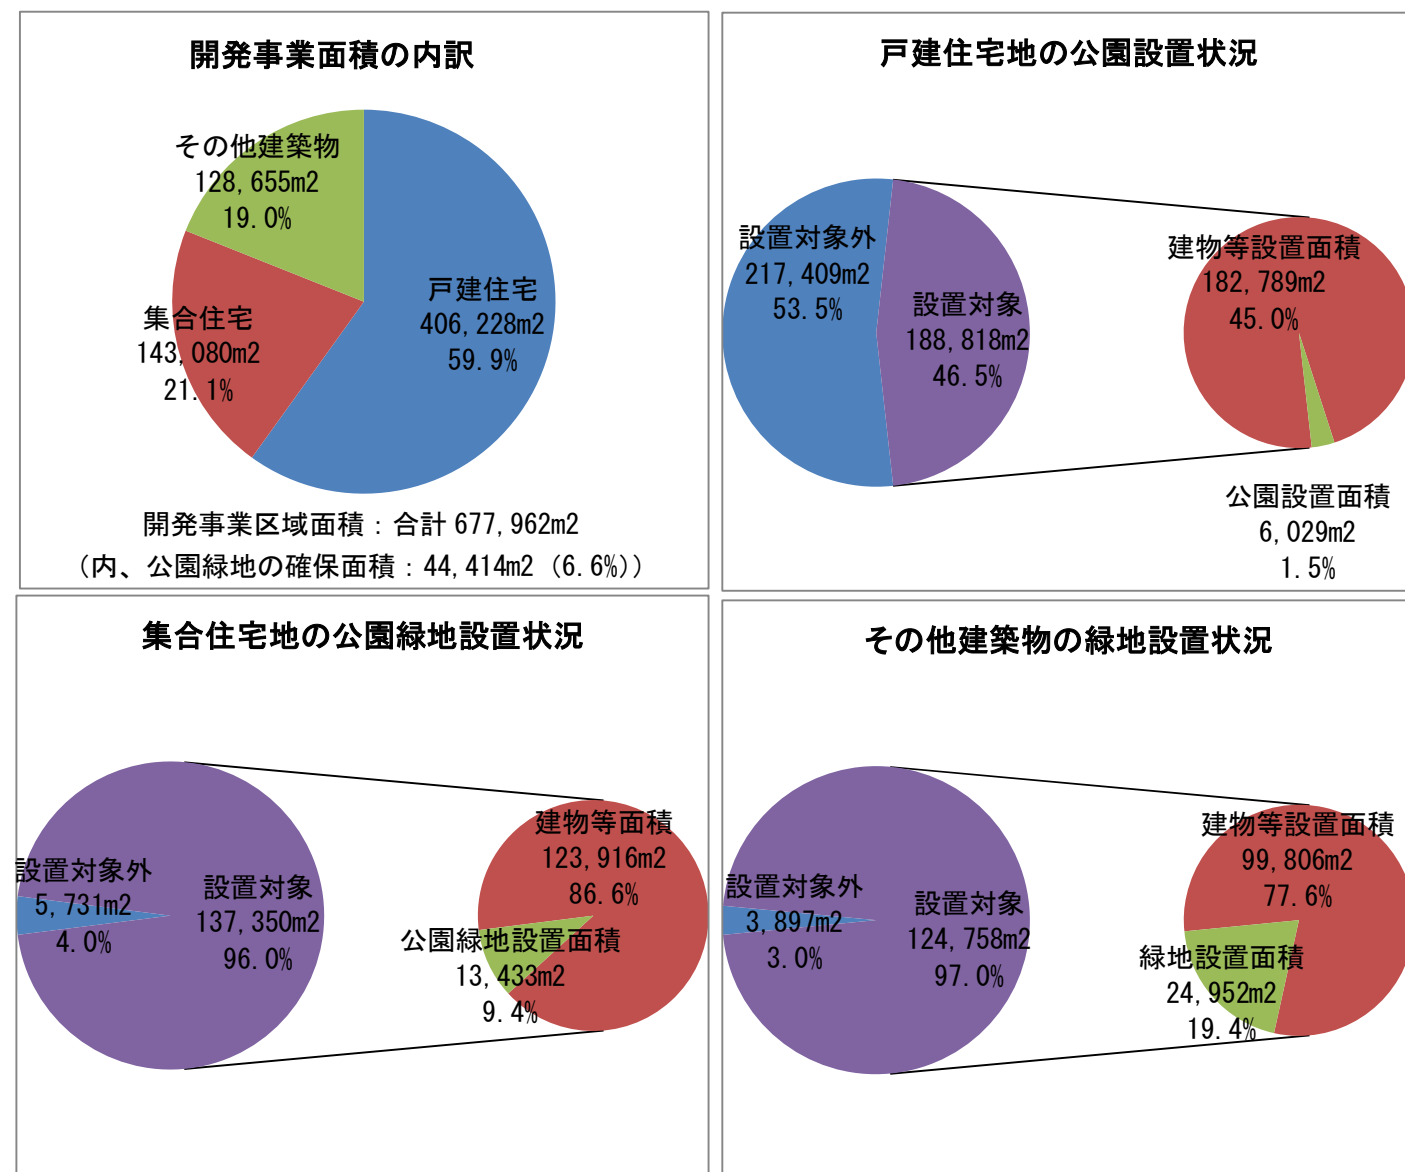 開発事業面積の内訳
その他建築物
128,655m2
19.0%
戸建住宅
406,228m2
59.9%
集合住宅
143,080m2
21.1%
開発事業区域面積：合計 677,962m2
（内、公園緑地の確保面積：44,414m2（6.6%））
戸建住宅地の公園設置状況
設置対象外
217,409m2
53.5%
設置対象
188,818m2
46.5%
建物等設置面積
182,789m2
45.0%
公園設置面積
6,029m2
1.5%
集合住宅地の公園緑地設置状況
設置対象外
5,731m2
4.0%
設置対象
137,350m2
96.0%
建物等面積
123,916m2
86.6%
公園緑地設置面積
13,433m2
9.4%
その他建築物の緑地設置状況
設置対象外
3,897m2
3.0%
設置対象
124,758m2
97.0%
建物等設置面積
99,806m2
77.6%
緑地設置面積
24,952m2
19.4%